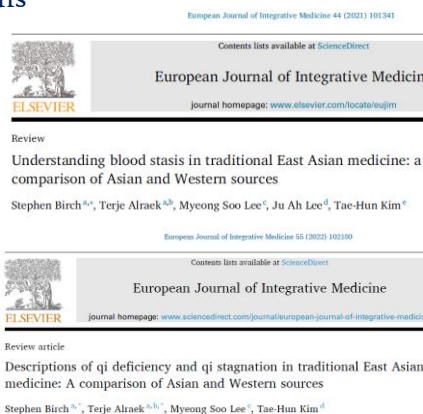 ns
European Journal of Integrative Medicine 44 (2021) 101341
Contents lists available at ScienceDirect
European Journal of Integrative Medicin
journal homepage: www.elsevier.com/locate/eujim
ELSEVIER
Review
Understanding blood stasis in traditional East Asian medicine: a
comparison of Asian and Western sources
Stephen Birch a,*, Terje Alraek a,b, Myeong Soo Lee c, Ju Ah Lee d, Tae-Hun Kim e
European Journal of Integrative Medicine 55 (2022) 102180
Contents lists available at ScienceDirect
European Journal of Integrative Medicine
ELSEVIER
journal homepage: www.sciencedirect.com/journal/european-journal-of-integrative-medici
Review article
Descriptions of qi deficiency and qi stagnation in traditional East Asian
medicine: A comparison of Asian and Western sources
Stephen Birch a,*, Terje Alraek a,b,*, Myeong Soo Lee c, Tae-Hun Kim d